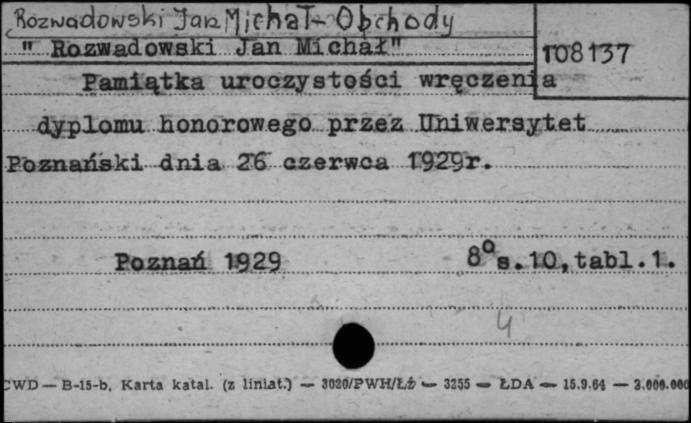 Rozwadowski Jan Michał - Obchody
" Rozwadowski Jan Michał"
108137
Pamiątka uroczystości wręczenia
dyplomu honorowego przez Uniwersytet
Poznański dnia 26 czerwca 1929r.
Poznań 1929 8° s.10, tabl.1.
4
CWD — B-15-b, Karta katal. (z liniat.) — 3020/PWH/Łż — 3255 — ŁDA — 15.9.64 — 3.000.000